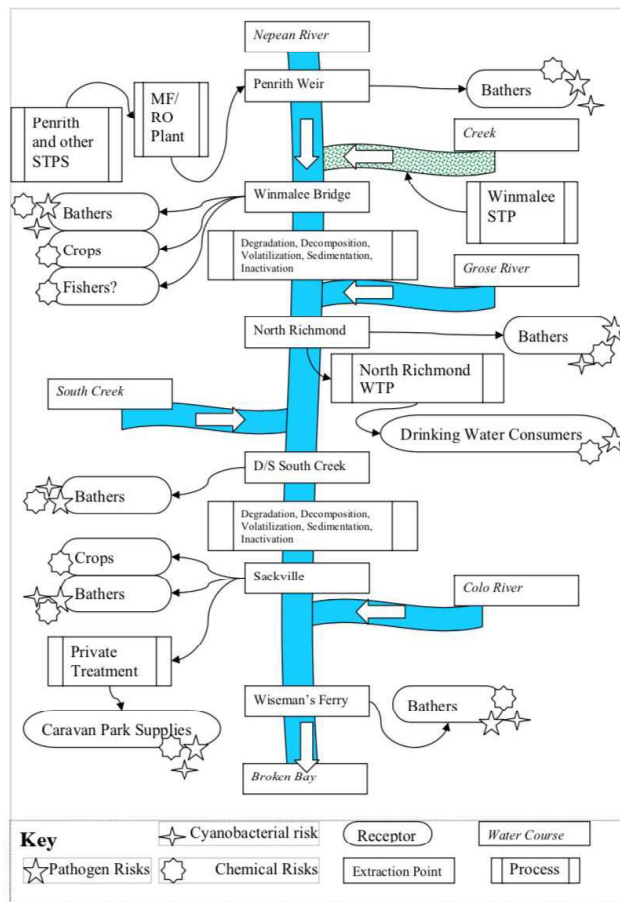 Nepean River
Penrith Weir
Bathers
MF/
RO
Plant
Penrith
and other
STPS
Creek
Winmalee
STP
Winmalee Bridge
Bathers
Crops
Fishers?
Degradation, Decomposition,
Volatilization, Sedimentation,
Inactivation
Grose River
North Richmond
Bathers
North Richmond
WTP
South Creek
Drinking Water Consumers
D/S South Creek
Bathers
Degradation, Decomposition,
Volatilization, Sedimentation,
Inactivation
Crops
Sackville
Bathers
Colo River
Private
Treatment
Wiseman's Ferry
Bathers
Caravan Park Supplies
Broken Bay
Key
Cyanobacterial risk
Receptor
Water Course
Pathogen Risks
Chemical Risks
Extraction Point
Process